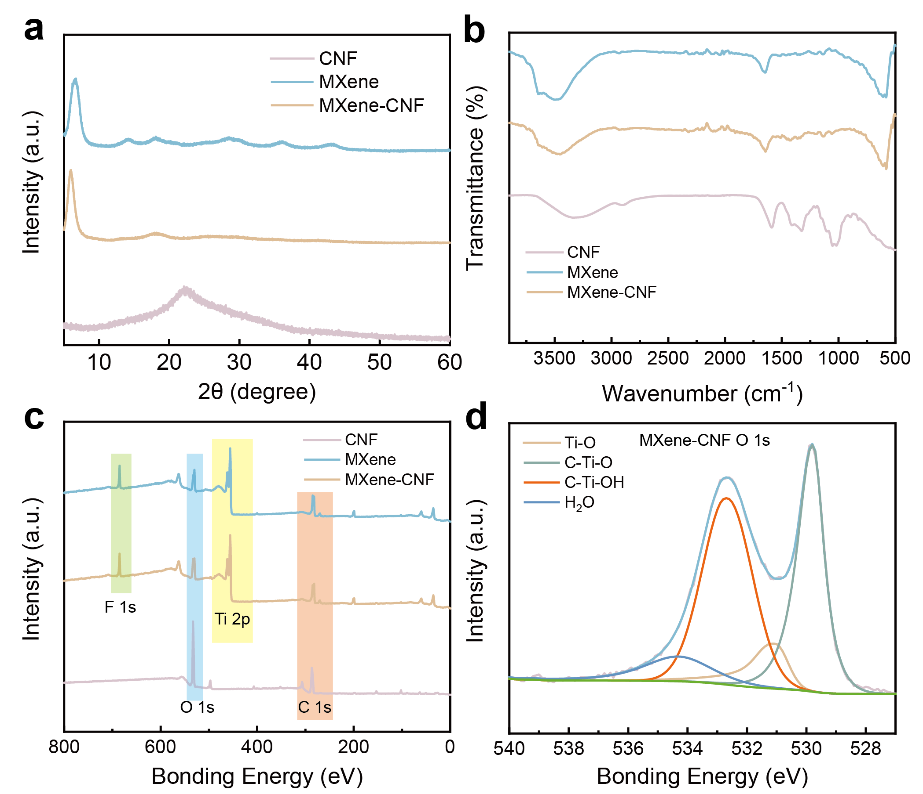 a
CNF
MXene
MXene-CNF
Intensity (a.u.)
10 20 30 40 50 60
2θ (degree)
b
Transmittance (%)
CNF
MXene
MXene-CNF
3500 3000 2500 2000 1500 1000 500
Wavenumber (cm-1)
c
CNF
MXene
MXene-CNF
F 1s
Ti 2p
O 1s
C 1s
Intensity (a.u.)
800 600 400 200 0
Bonding Energy (eV)
d
Ti-O
C-Ti-O
C-Ti-OH
H2O
MXene-CNF O 1s
Intensity (a.u.)
540 538 536 534 532 530 528
Bonding Energy (eV)